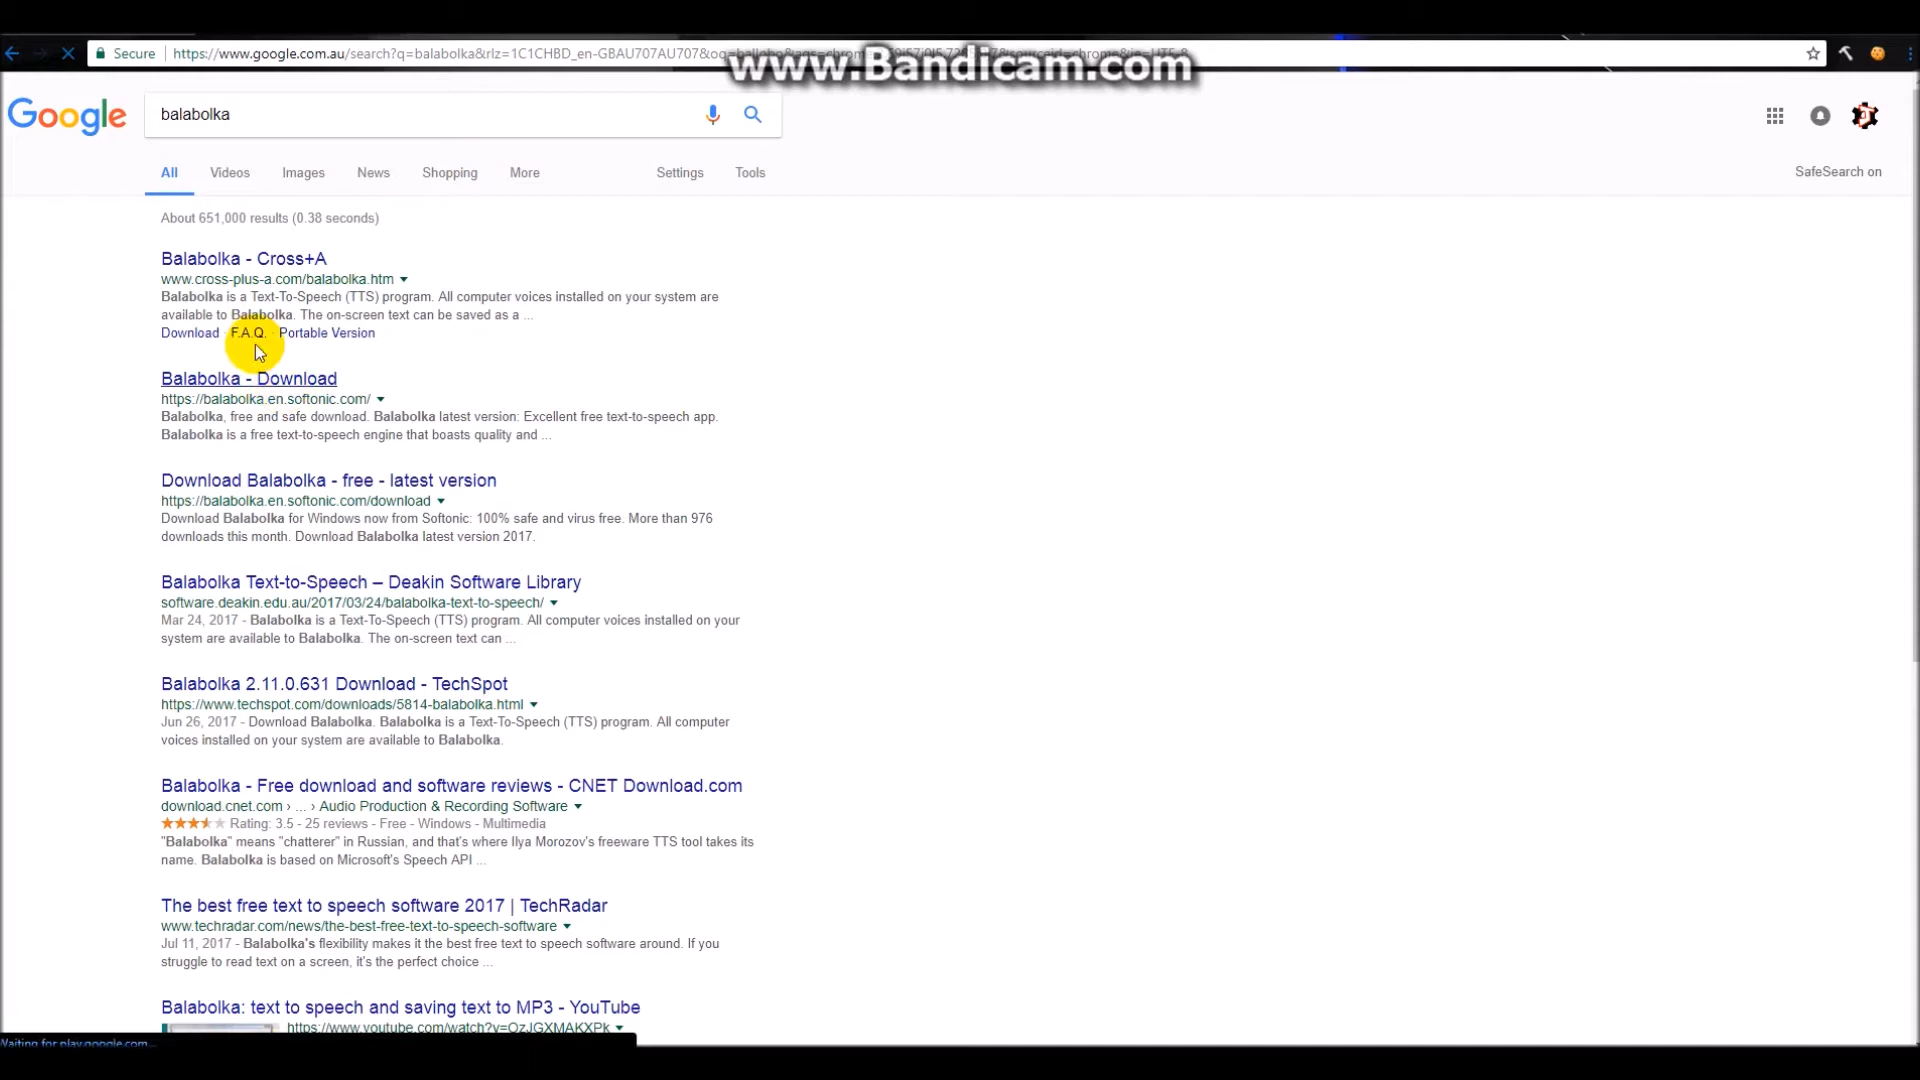 Secure https://www.google.com.au/search?q=balabolka&rlz=1C1CHBD_en-GBAU707AU707&oq=
www.Bandicam.com
Google
balabolka
All Videos Images News Shopping More Settings Tools
SafeSearch on
About 651,000 results (0.38 seconds)
Balabolka - Cross+A
www.cross-plus-a.com/balabolka.htm
Balabolka is a Text-To-Speech (TTS) program. All computer voices installed on your system are
available to Balabolka. The on-screen text can be saved as a ...
Download · F.A.Q. · Portable Version
Balabolka - Download
https://balabolka.en.softonic.com/
Balabolka, free and safe download. Balabolka latest version: Excellent free text-to-speech app.
Balabolka is a free text-to-speech engine that boasts quality and ...
Download Balabolka - free - latest version
https://balabolka.en.softonic.com/download
Download Balabolka for Windows now from Softonic: 100% safe and virus free. More than 976
downloads this month. Download Balabolka latest version 2017.
Balabolka Text-to-Speech – Deakin Software Library
software.deakin.edu.au/2017/03/24/balabolka-text-to-speech/
Mar 24, 2017 - Balabolka is a Text-To-Speech (TTS) program. All computer voices installed on your
system are available to Balabolka. The on-screen text can ...
Balabolka 2.11.0.631 Download - TechSpot
https://www.techspot.com/downloads/5814-balabolka.html
Jun 26, 2017 - Download Balabolka. Balabolka is a Text-To-Speech (TTS) program. All computer
voices installed on your system are available to Balabolka.
Balabolka - Free download and software reviews - CNET Download.com
download.cnet.com › ... › Audio Production & Recording Software
Rating: 3.5 - 25 reviews - Free - Windows - Multimedia
"Balabolka" means "chatterer" in Russian, and that's where Ilya Morozov's freeware TTS tool takes its
name. Balabolka is based on Microsoft's Speech API ...
The best free text to speech software 2017 | TechRadar
www.techradar.com/news/the-best-free-text-to-speech-software
Jul 11, 2017 - Balabolka's flexibility makes it the best free text to speech software around. If you
struggle to read text on a screen, it's the perfect choice ...
Balabolka: text to speech and saving text to MP3 - YouTube
https://www.youtube.com/watch?v=OzJGXMAKXPk
Waiting for play.google.com...